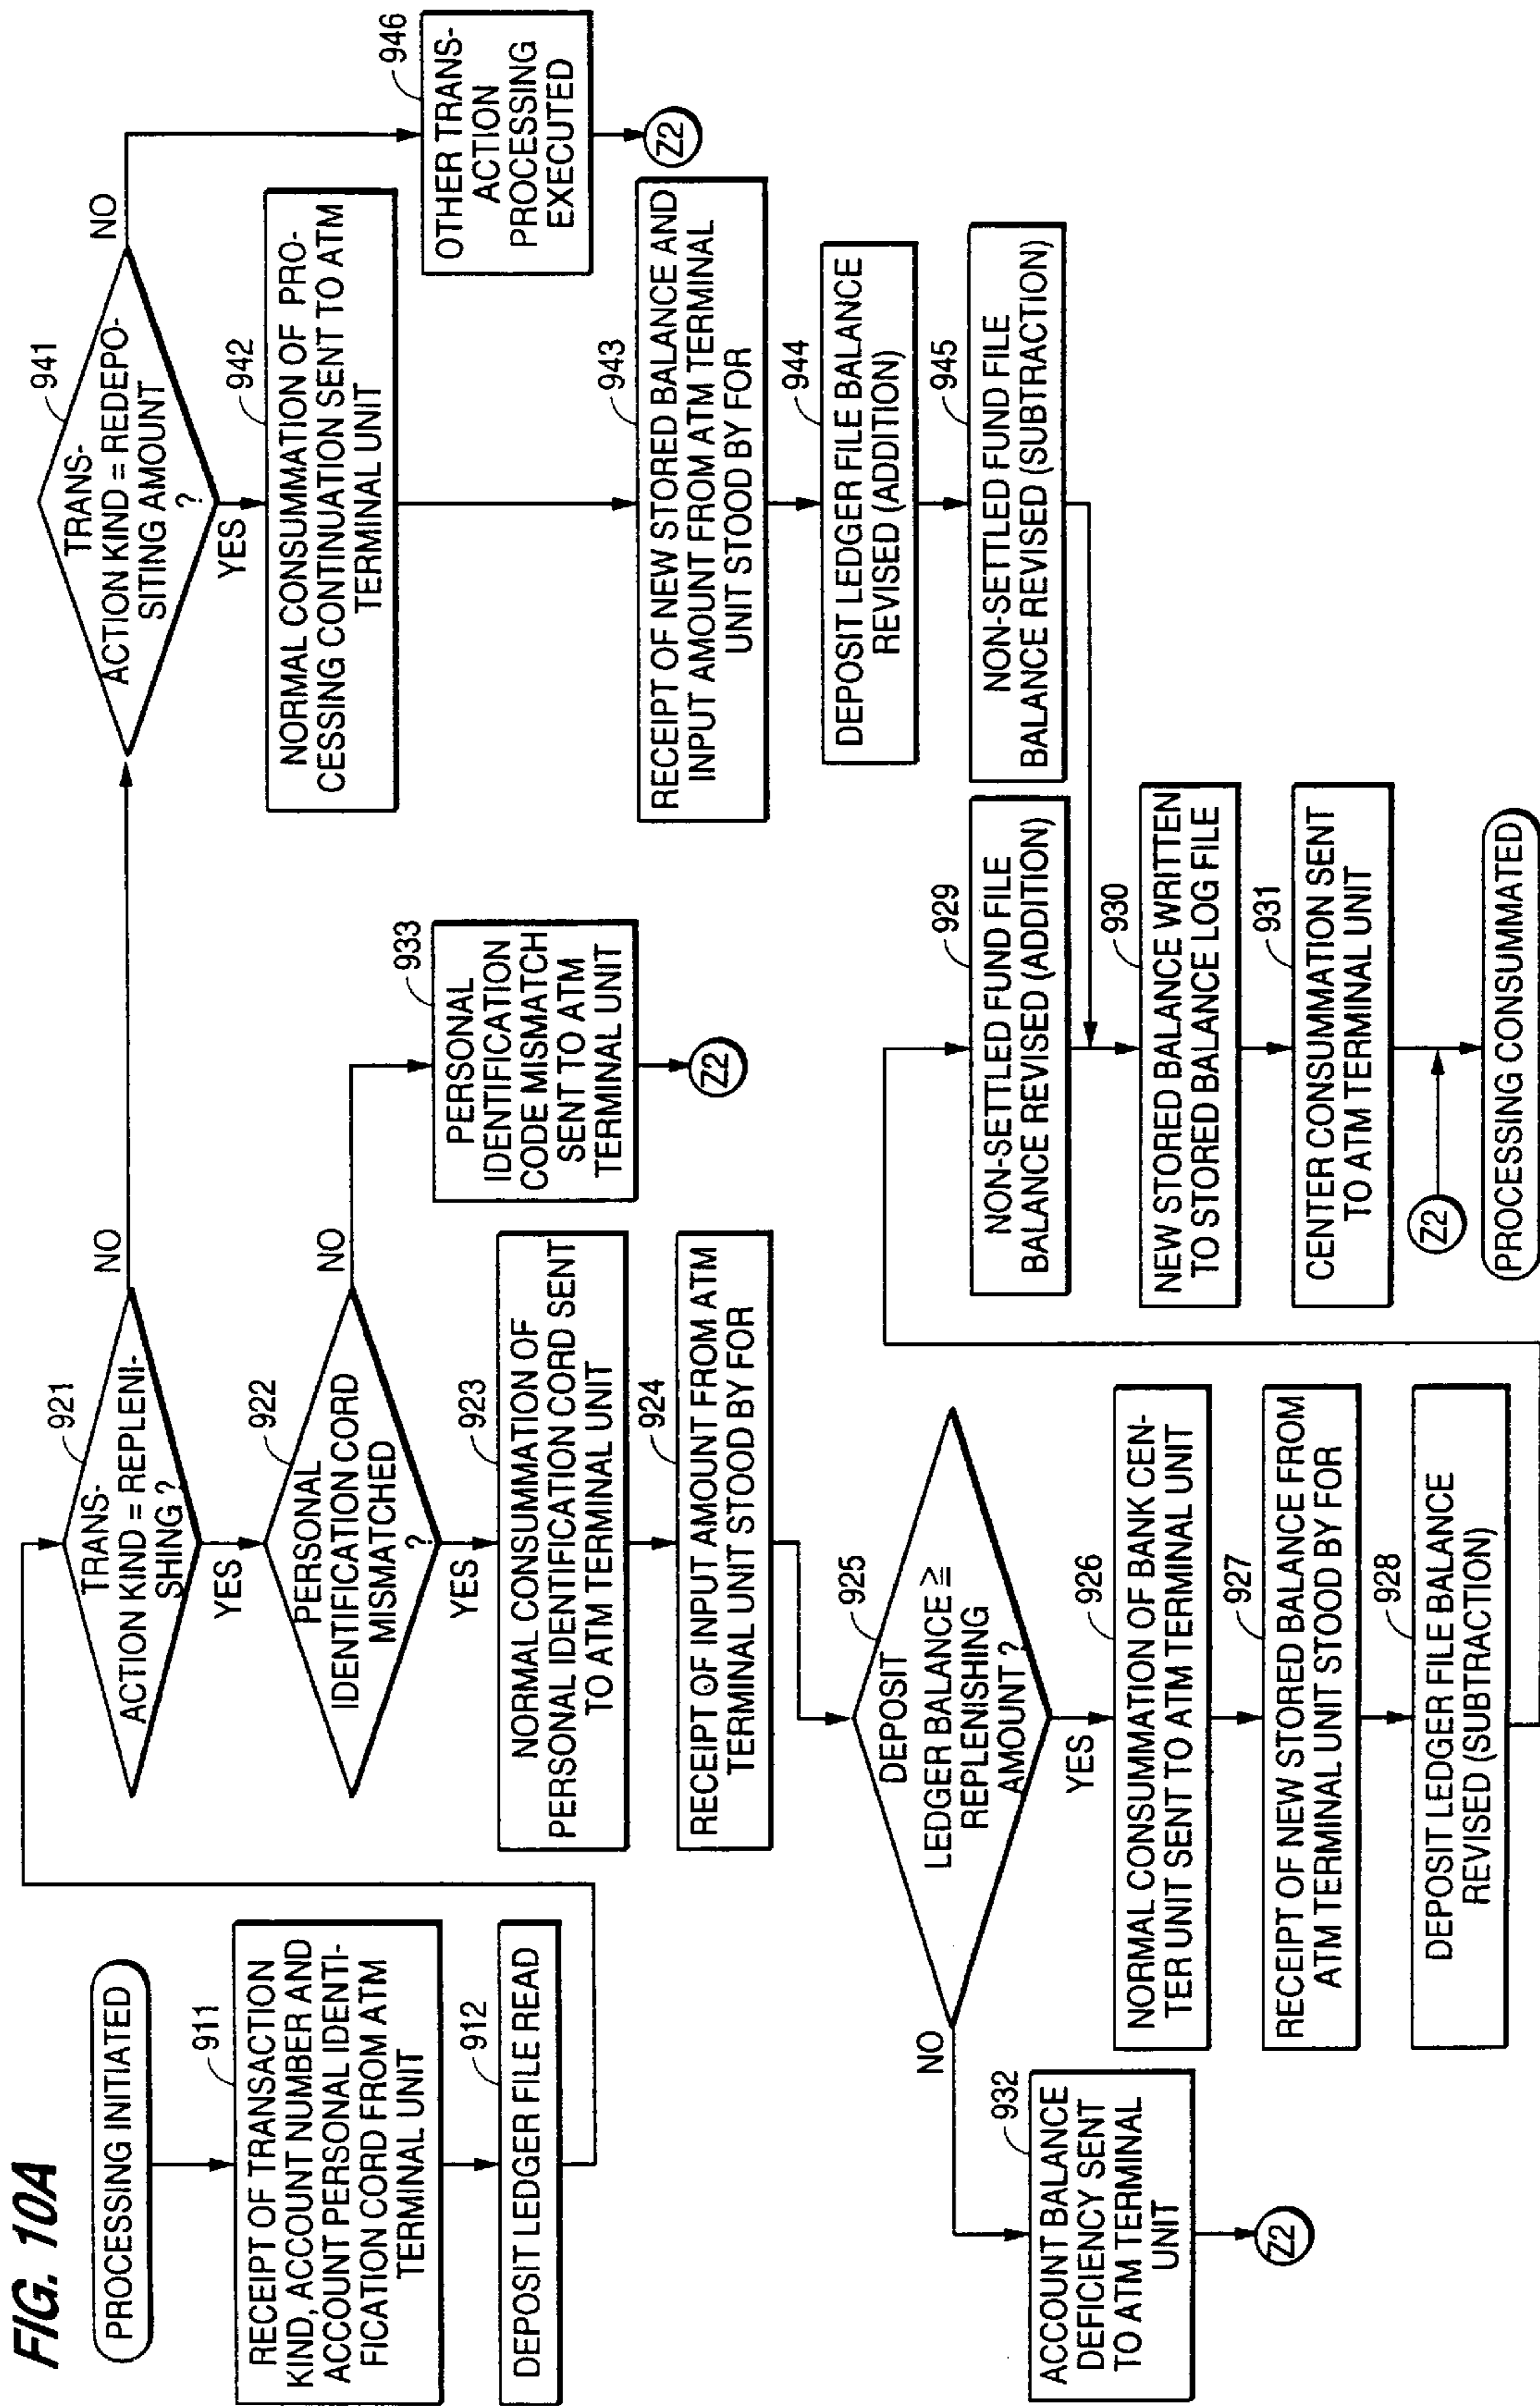 FIG. 10A
PROCESSING INITIATED
911
RECEIPT OF TRANSACTION
KIND, ACCOUNT NUMBER AND
ACCOUNT PERSONAL IDENTI-
FICATION CORD FROM ATM
TERMINAL UNIT
912
DEPOSIT LEDGER FILE READ
921
TRANS-
ACTION KIND = REPLENI-
SHING ?
NO
YES
922
PERSONAL
IDENTIFICATION CORD
MISMATCHED
?
NO
YES
923
NORMAL CONSUMMATION OF
PERSONAL IDENTIFICATION CORD SENT
TO ATM TERMINAL UNIT
924
RECEIPT OF INPUT AMOUNT FROM ATM
TERMINAL UNIT STOOD BY FOR
925
DEPOSIT
LEDGER BALANCE ≧
REPLENISHING
AMOUNT ?
NO
YES
932
ACCOUNT BALANCE
DEFICIENCY SENT
TO ATM TERMINAL
UNIT
Z2
926
NORMAL CONSUMMATION OF BANK CEN-
TER UNIT SENT TO ATM TERMINAL UNIT
927
RECEIPT OF NEW STORED BALANCE FROM
ATM TERMINAL UNIT STOOD BY FOR
928
DEPOSIT LEDGER FILE BALANCE
REVISED (SUBTRACTION)
933
PERSONAL
IDENTIFICATION
CODE MISMATCH
SENT TO ATM
TERMINAL UNIT
Z2
929
NON-SETTLED FUND FILE
BALANCE REVISED (ADDITION)
930
NEW STORED BALANCE WRITTEN
TO STORED BALANCE LOG FILE
931
CENTER CONSUMMATION SENT
TO ATM TERMINAL UNIT
Z2
PROCESSING CONSUMMATED
941
TRANS-
ACTION KIND = REDEPO-
SITING AMOUNT
?
NO
YES
942
NORMAL CONSUMMATION OF PRO-
CESSING CONTINUATION SENT TO ATM
TERMINAL UNIT
943
RECEIPT OF NEW STORED BALANCE AND
INPUT AMOUNT FROM ATM TERMINAL
UNIT STOOD BY FOR
944
DEPOSIT LEDGER FILE BALANCE
REVISED (ADDITION)
945
NON-SETTLED FUND FILE
BALANCE REVISED (SUBTRACTION)
946
OTHER TRANS-
ACTION
PROCESSING
EXECUTED
Z2